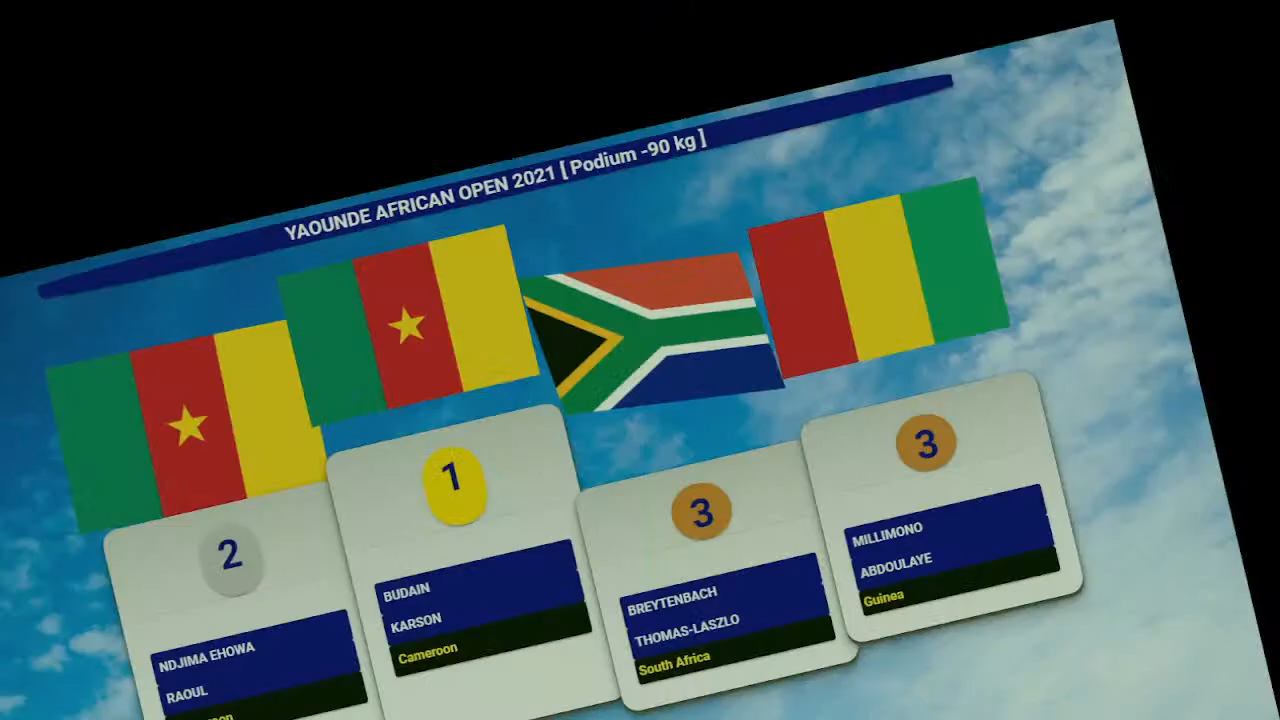 YAOUNDE AFRICAN OPEN 2021 [ Podium -90 kg ]
2
NDJIMA EHOWA
RAOUL
1
BUDAIN
KARSON
Cameroon
3
BREYTENBACH
THOMAS-LASZLO
South Africa
3
MILLIMONO
ABDOULAYE
Guinea